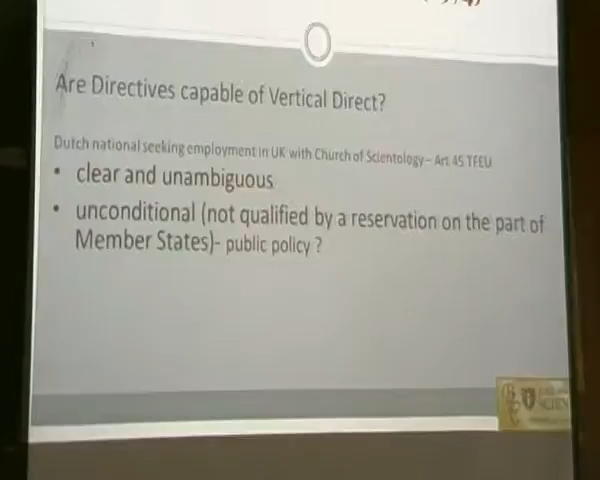 Are Directives capable of Vertical Direct?
Dutch national seeking employment in UK with Church of Scientology – Art 45 TFEU
• clear and unambiguous
• unconditional (not qualified by a reservation on the part of
Member States)- public policy ?